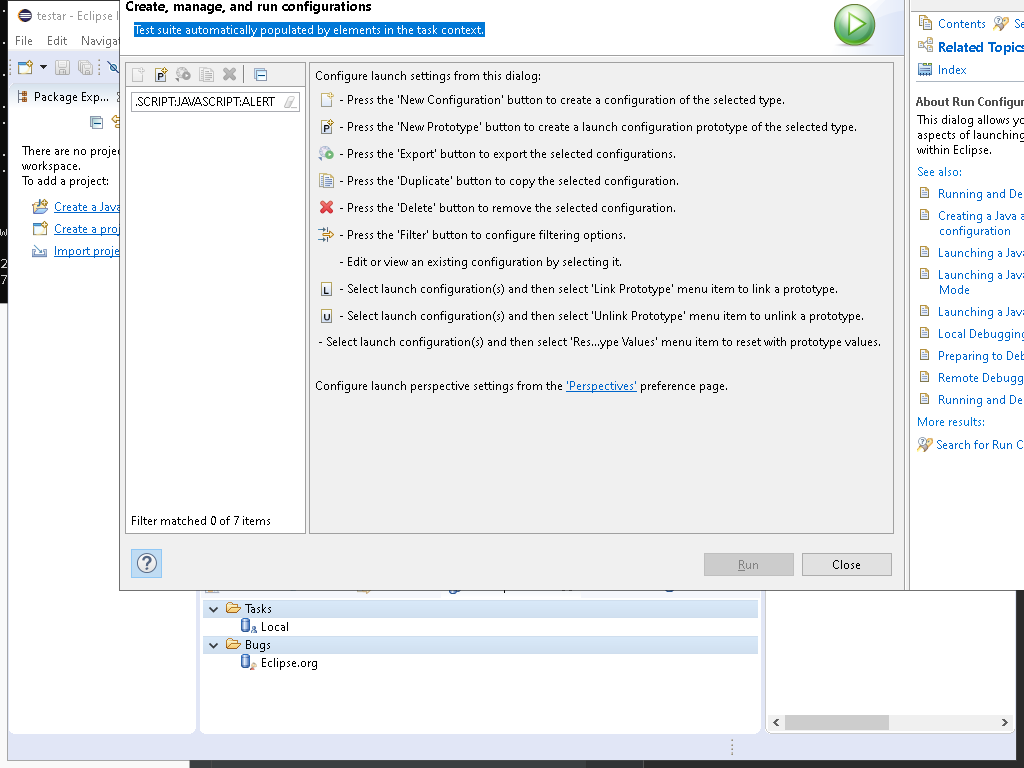 testar - Eclipse I
File Edit Naviga
Package Exp...
There are no proje
workspace.
To add a project:
Create a Java
Create a proj
Import proje
Create, manage, and run configurations
Test suite automatically populated by elements in the task context.
.SCRIPT:JAVASCRIPT:ALERT
Filter matched 0 of 7 items
Configure launch settings from this dialog:
- Press the 'New Configuration' button to create a configuration of the selected type.
- Press the 'New Prototype' button to create a launch configuration prototype of the selected type.
- Press the 'Export' button to export the selected configurations.
- Press the 'Duplicate' button to copy the selected configuration.
- Press the 'Delete' button to remove the selected configuration.
- Press the 'Filter' button to configure filtering options.
- Edit or view an existing configuration by selecting it.
- Select launch configuration(s) and then select 'Link Prototype' menu item to link a prototype.
- Select launch configuration(s) and then select 'Unlink Prototype' menu item to unlink a prototype.
- Select launch configuration(s) and then select 'Res...ype Values' menu item to reset with prototype values.
Configure launch perspective settings from the 'Perspectives' preference page.
Run
Close
Contents
Se
Related Topics
Index
About Run Configur
This dialog allows yo
aspects of launching
within Eclipse.
See also:
Running and De
Creating a Java a
configuration
Launching a Java
Launching a Java
Mode
Launching a Java
Local Debugging
Preparing to Deb
Remote Debugg
Running and De
More results:
Search for Run C
Tasks
Local
Bugs
Eclipse.org